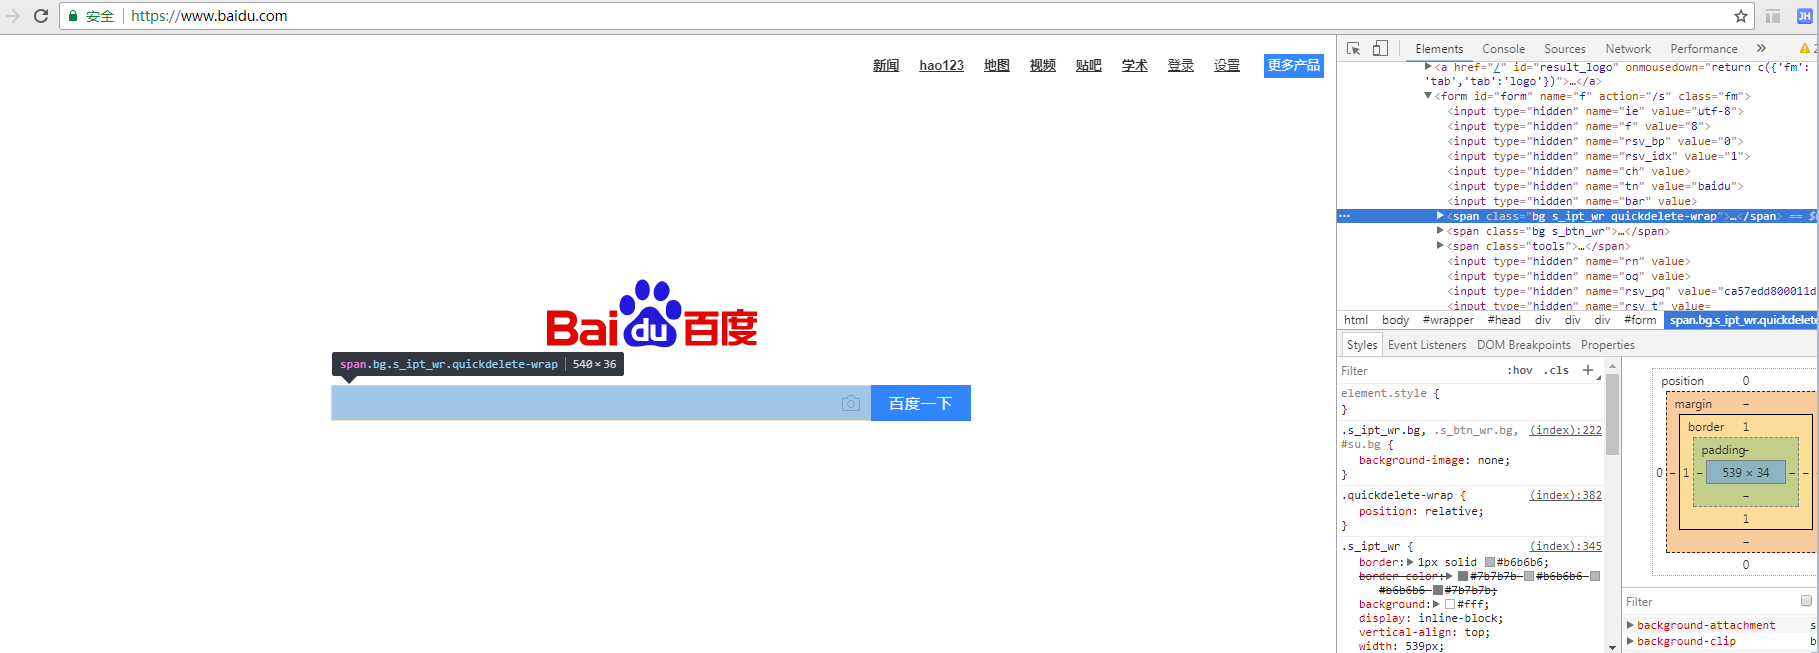 安全 https://www.baidu.com JH
新闻 hao123 地图 视频 贴吧 学术 登录 设置 更多产品
Bai du 百度
span.bg.s_ipt_wr.quickdelete-wrap 540×36
百度一下
Elements Console Sources Network Performance » 2
<a href="/" id="result_logo" onmousedown="return c({'fm':
'tab','tab':'logo'})">…</a>
<form id="form" name="f" action="/s" class="fm">
<input type="hidden" name="ie" value="utf-8">
<input type="hidden" name="f" value="8">
<input type="hidden" name="rsv_bp" value="0">
<input type="hidden" name="rsv_idx" value="1">
<input type="hidden" name="ch" value>
<input type="hidden" name="tn" value="baidu">
<input type="hidden" name="bar" value>
… <span class="bg s_ipt_wr quickdelete-wrap">…</span> == $
<span class="bg s_btn_wr">…</span>
<span class="tools">…</span>
<input type="hidden" name="rn" value>
<input type="hidden" name="oq" value>
<input type="hidden" name="rsv_pq" value="ca57edd800011d
<input type="hidden" name="rsv_t" value=
html body #wrapper #head div div div #form span.bg.s_ipt_wr.quickdelete
Styles Event Listeners DOM Breakpoints Properties
Filter :hov .cls +
element.style {
}
.s_ipt_wr.bg, .s_btn_wr.bg, (index):222
#su.bg {
background-image: none;
}
.quickdelete-wrap { (index):382
position: relative;
}
.s_ipt_wr { (index):345
border: 1px solid #b6b6b6;
border-color: #7b7b7b #b6b6b6
#b6b6b6 #7b7b7b;
background: #fff;
display: inline-block;
vertical-align: top;
width: 539px;
position 0
margin –
border 1
padding –
0 – 1 – 539 × 34 – –
–
1
–
0
Filter
background-attachment s
background-clip b